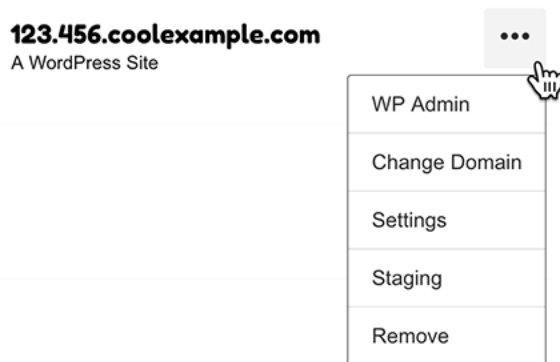 123.456.coolexample.com
A WordPress Site
WP Admin
Change Domain
Settings
Staging
Remove